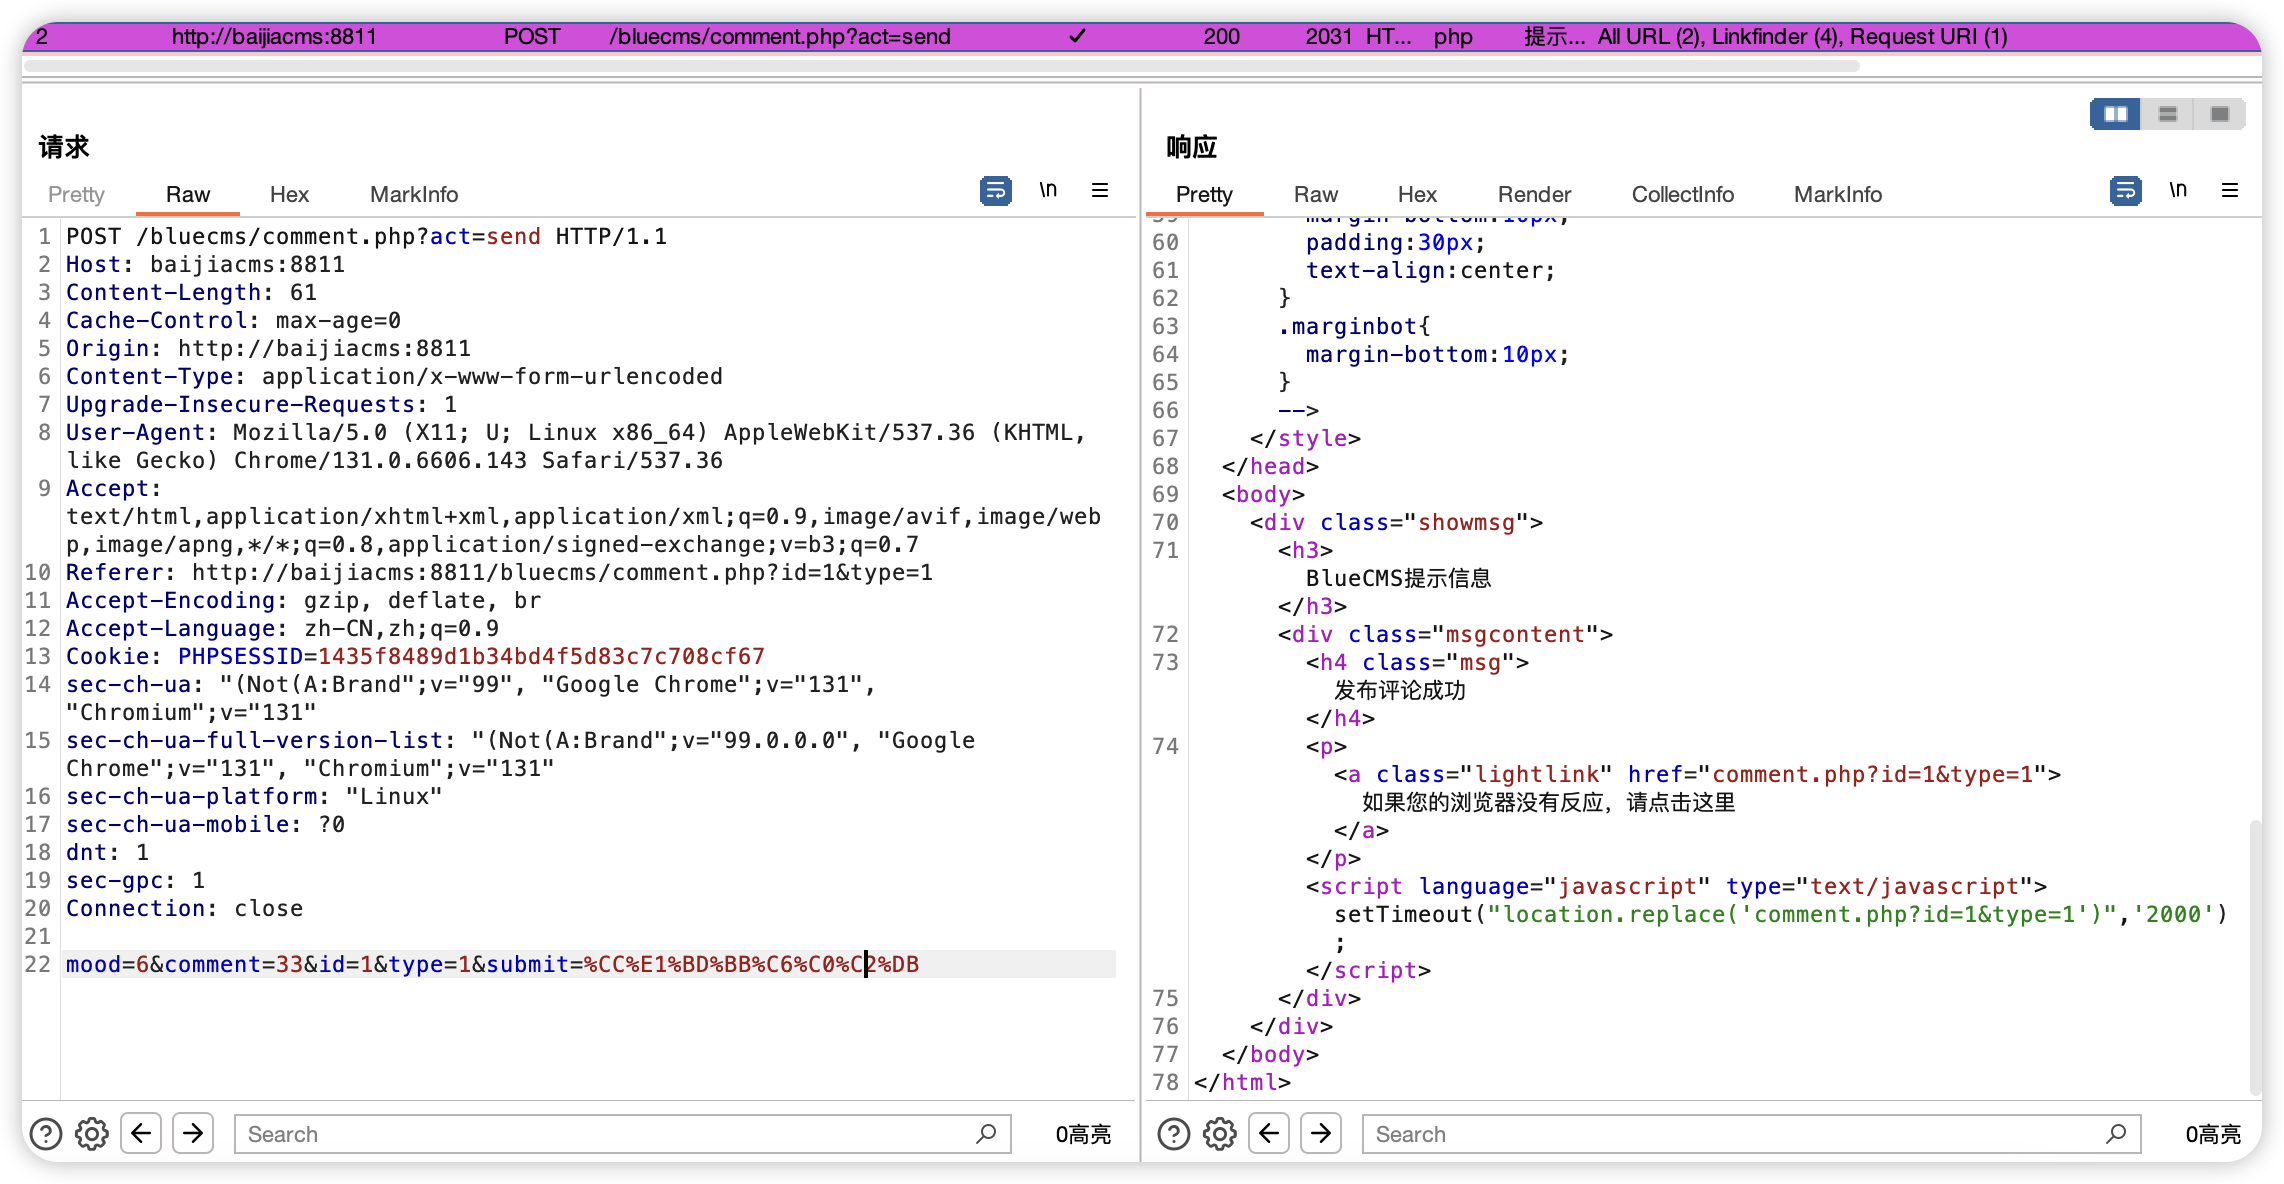 2 http://baijiacms:8811 POST /bluecms/comment.php?act=send ✓ 200 2031 HT... php 提示... All URL (2), Linkfinder (4), Request URI (1)
请求
Pretty Raw Hex MarkInfo \n
1 POST /bluecms/comment.php?act=send HTTP/1.1
2 Host: baijiacms:8811
3 Content-Length: 61
4 Cache-Control: max-age=0
5 Origin: http://baijiacms:8811
6 Content-Type: application/x-www-form-urlencoded
7 Upgrade-Insecure-Requests: 1
8 User-Agent: Mozilla/5.0 (X11; U; Linux x86_64) AppleWebKit/537.36 (KHTML,
like Gecko) Chrome/131.0.6606.143 Safari/537.36
9 Accept:
text/html,application/xhtml+xml,application/xml;q=0.9,image/avif,image/web
p,image/apng,*/*;q=0.8,application/signed-exchange;v=b3;q=0.7
10 Referer: http://baijiacms:8811/bluecms/comment.php?id=1&type=1
11 Accept-Encoding: gzip, deflate, br
12 Accept-Language: zh-CN,zh;q=0.9
13 Cookie: PHPSESSID=1435f8489d1b34bd4f5d83c7c708cf67
14 sec-ch-ua: "(Not(A:Brand";v="99", "Google Chrome";v="131",
"Chromium";v="131"
15 sec-ch-ua-full-version-list: "(Not(A:Brand";v="99.0.0.0", "Google
Chrome";v="131", "Chromium";v="131"
16 sec-ch-ua-platform: "Linux"
17 sec-ch-ua-mobile: ?0
18 dnt: 1
19 sec-gpc: 1
20 Connection: close
21
22 mood=6&comment=33&id=1&type=1&submit=%CC%E1%BD%BB%C6%C0%C2%DB
Search 0高亮
响应
Pretty Raw Hex Render CollectInfo MarkInfo \n
59 margin-bottom:10px;
60 padding:30px;
61 text-align:center;
62 }
63 .marginbot{
64 margin-bottom:10px;
65 }
66 -->
67 </style>
68 </head>
69 <body>
70 <div class="showmsg">
71 <h3>
BlueCMS提示信息
</h3>
72 <div class="msgcontent">
73 <h4 class="msg">
发布评论成功
</h4>
74 <p>
<a class="lightlink" href="comment.php?id=1&type=1">
如果您的浏览器没有反应，请点击这里
</a>
</p>
<script language="javascript" type="text/javascript">
setTimeout("location.replace('comment.php?id=1&type=1')",'2000')
;
</script>
75 </div>
76 </div>
77 </body>
78 </html>
Search 0高亮